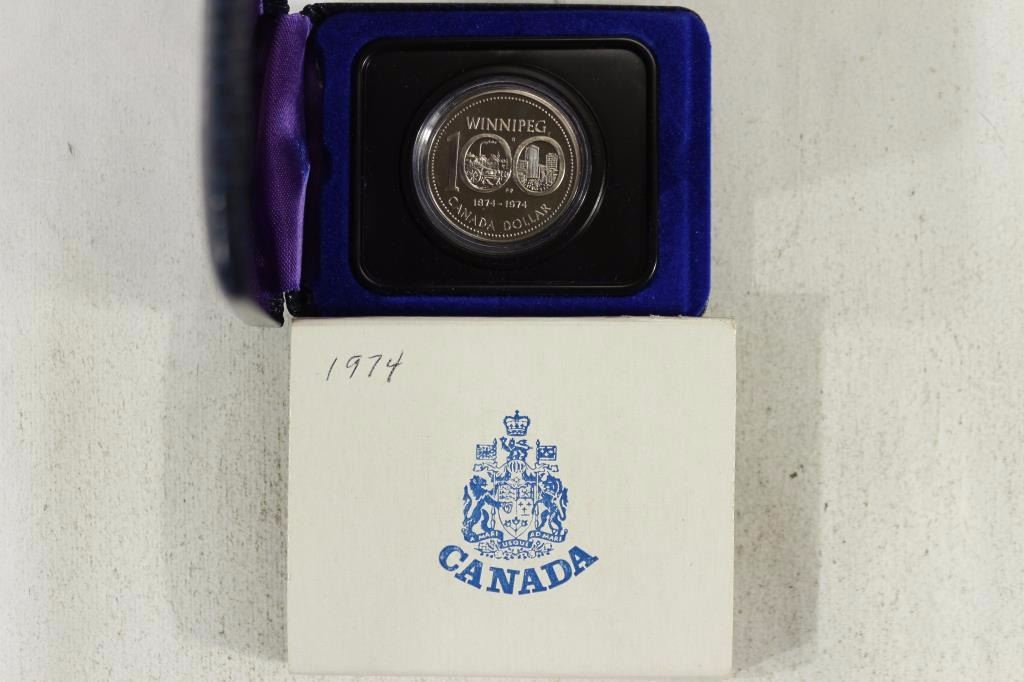 WINNIPEG
100
1874-1974
CANADA DOLLAR
1974
A MARI USQUE AD MARE
CANADA